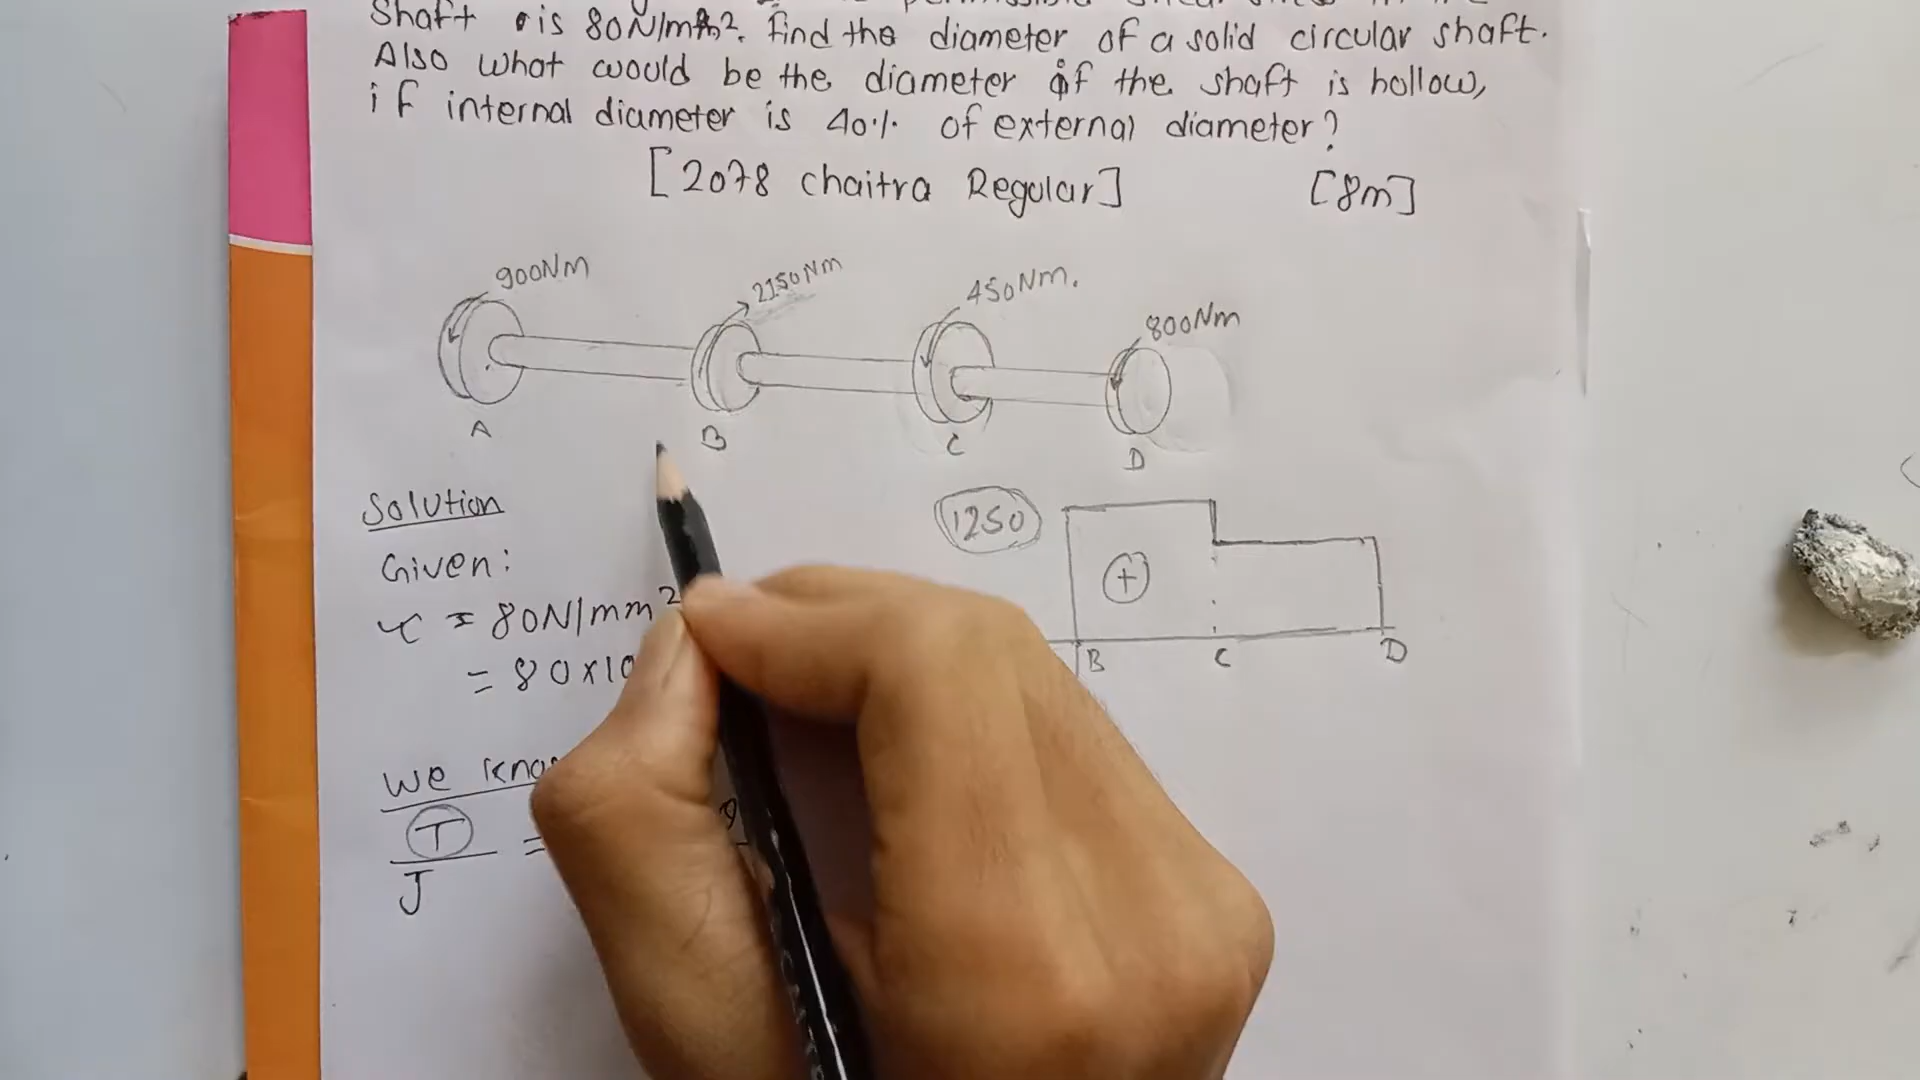 Shaft is 80N/mm². Find the diameter of a solid circular shaft.
Also what would be the diameter of the shaft is hollow,
if internal diameter is 40% of external diameter?
[2078 chaitra Regular] [8m]
900Nm 2150Nm 450Nm. 800Nm
A B C D
Solution
1250
Given:
+
τ = 80N/mm²
= 80×10
B C D
We know
T
J
=